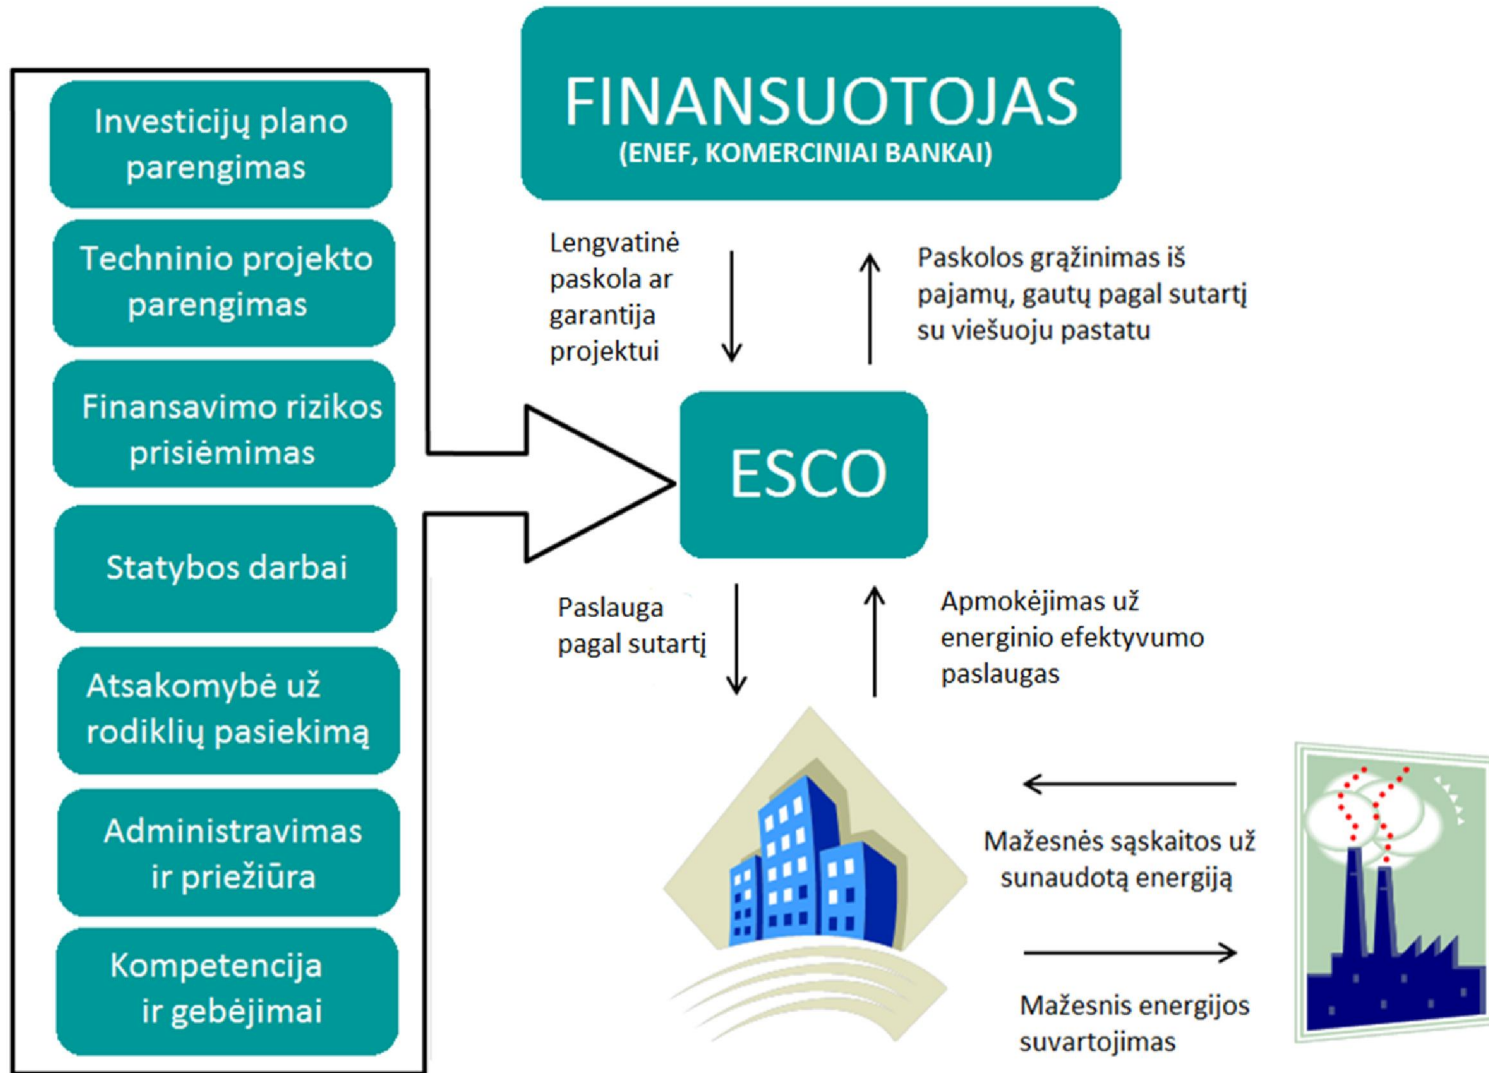 Investicijų plano
parengimas
Techninio projekto
parengimas
Finansavimo rizikos
prisiėmimas
Statybos darbai
Atsakomybė už
rodiklių pasiekimą
Administravimas
ir priežiūra
Kompetencija
ir gebėjimai
FINANSUOTOJAS
(ENEF, KOMERCINIAI BANKAI)
Lengvatinė
paskola ar
garantija
projektui
Paskolos grąžinimas iš
pajamų, gautų pagal sutartį
su viešuoju pastatu
ESCO
Paslauga
pagal sutartį
Apmokėjimas už
energinio efektyvumo
paslaugas
Mažesnės sąskaitos už
sunaudotą energiją
Mažesnis energijos
suvartojimas